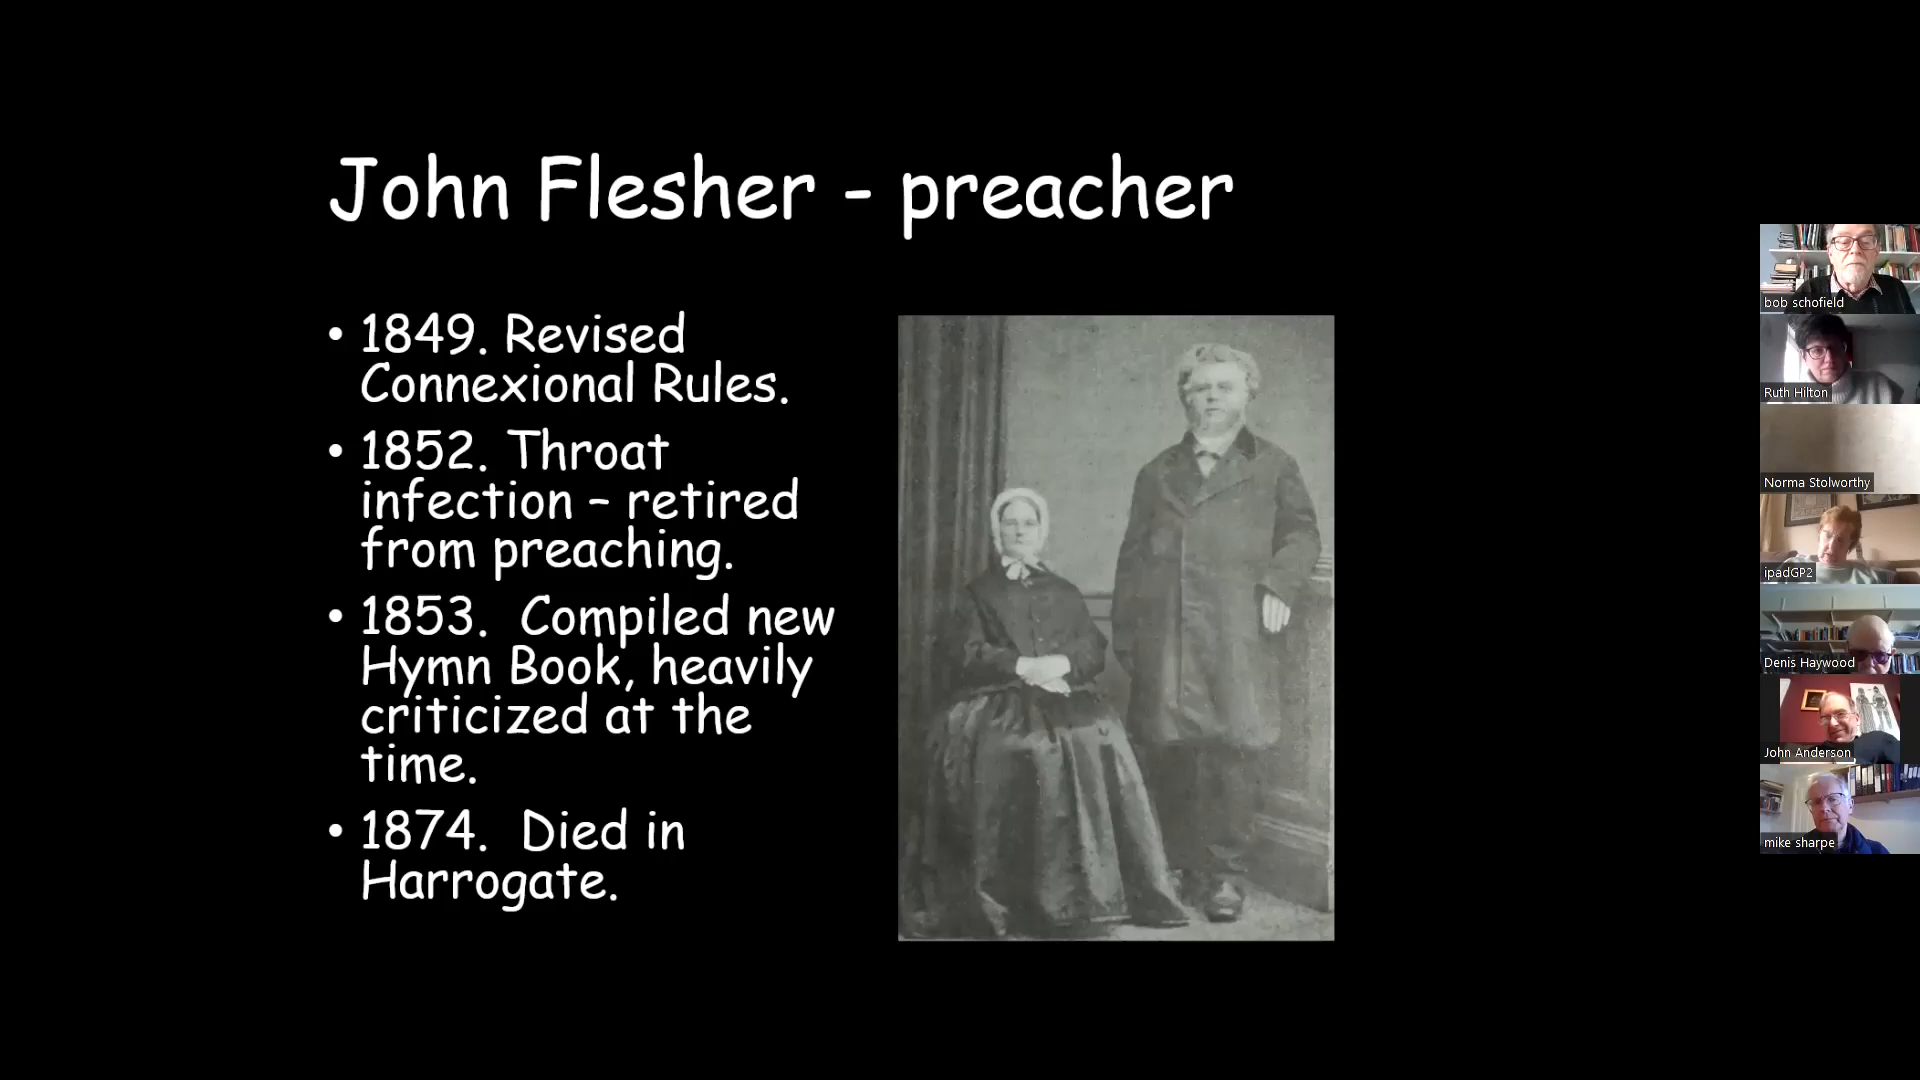 John Flesher - preacher
• 1849. Revised
Connexional Rules.
• 1852. Throat
infection – retired
from preaching.
• 1853.  Compiled new
Hymn Book, heavily
criticized at the
time.
• 1874.  Died in
Harrogate.
bob schofield
Ruth Hilton
Norma Stolworthy
ipadGP2
Denis Haywood
John Anderson
mike sharpe